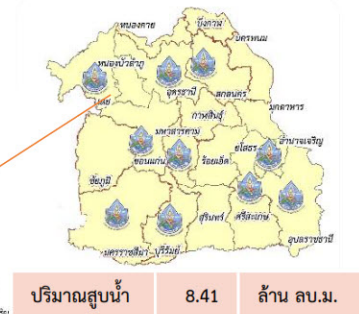 หนองคาย
บึงกาฬ
นครพนม
หนองบัวลำภู
อุดรธานี
สกลนคร
เลย
มุกดาหาร
กาฬสินธุ์
มหาสารคาม
ขอนแก่น
ร้อยเอ็ด
ยโสธร
อำนาจเจริญ
ชัยภูมิ
สุรินทร์
ศรีสะเกษ
อุบลราชธานี
นครราชสีมา
บุรีรัมย์
ปริมาณสูบน้ำ 8.41 ล้าน ลบ.ม.